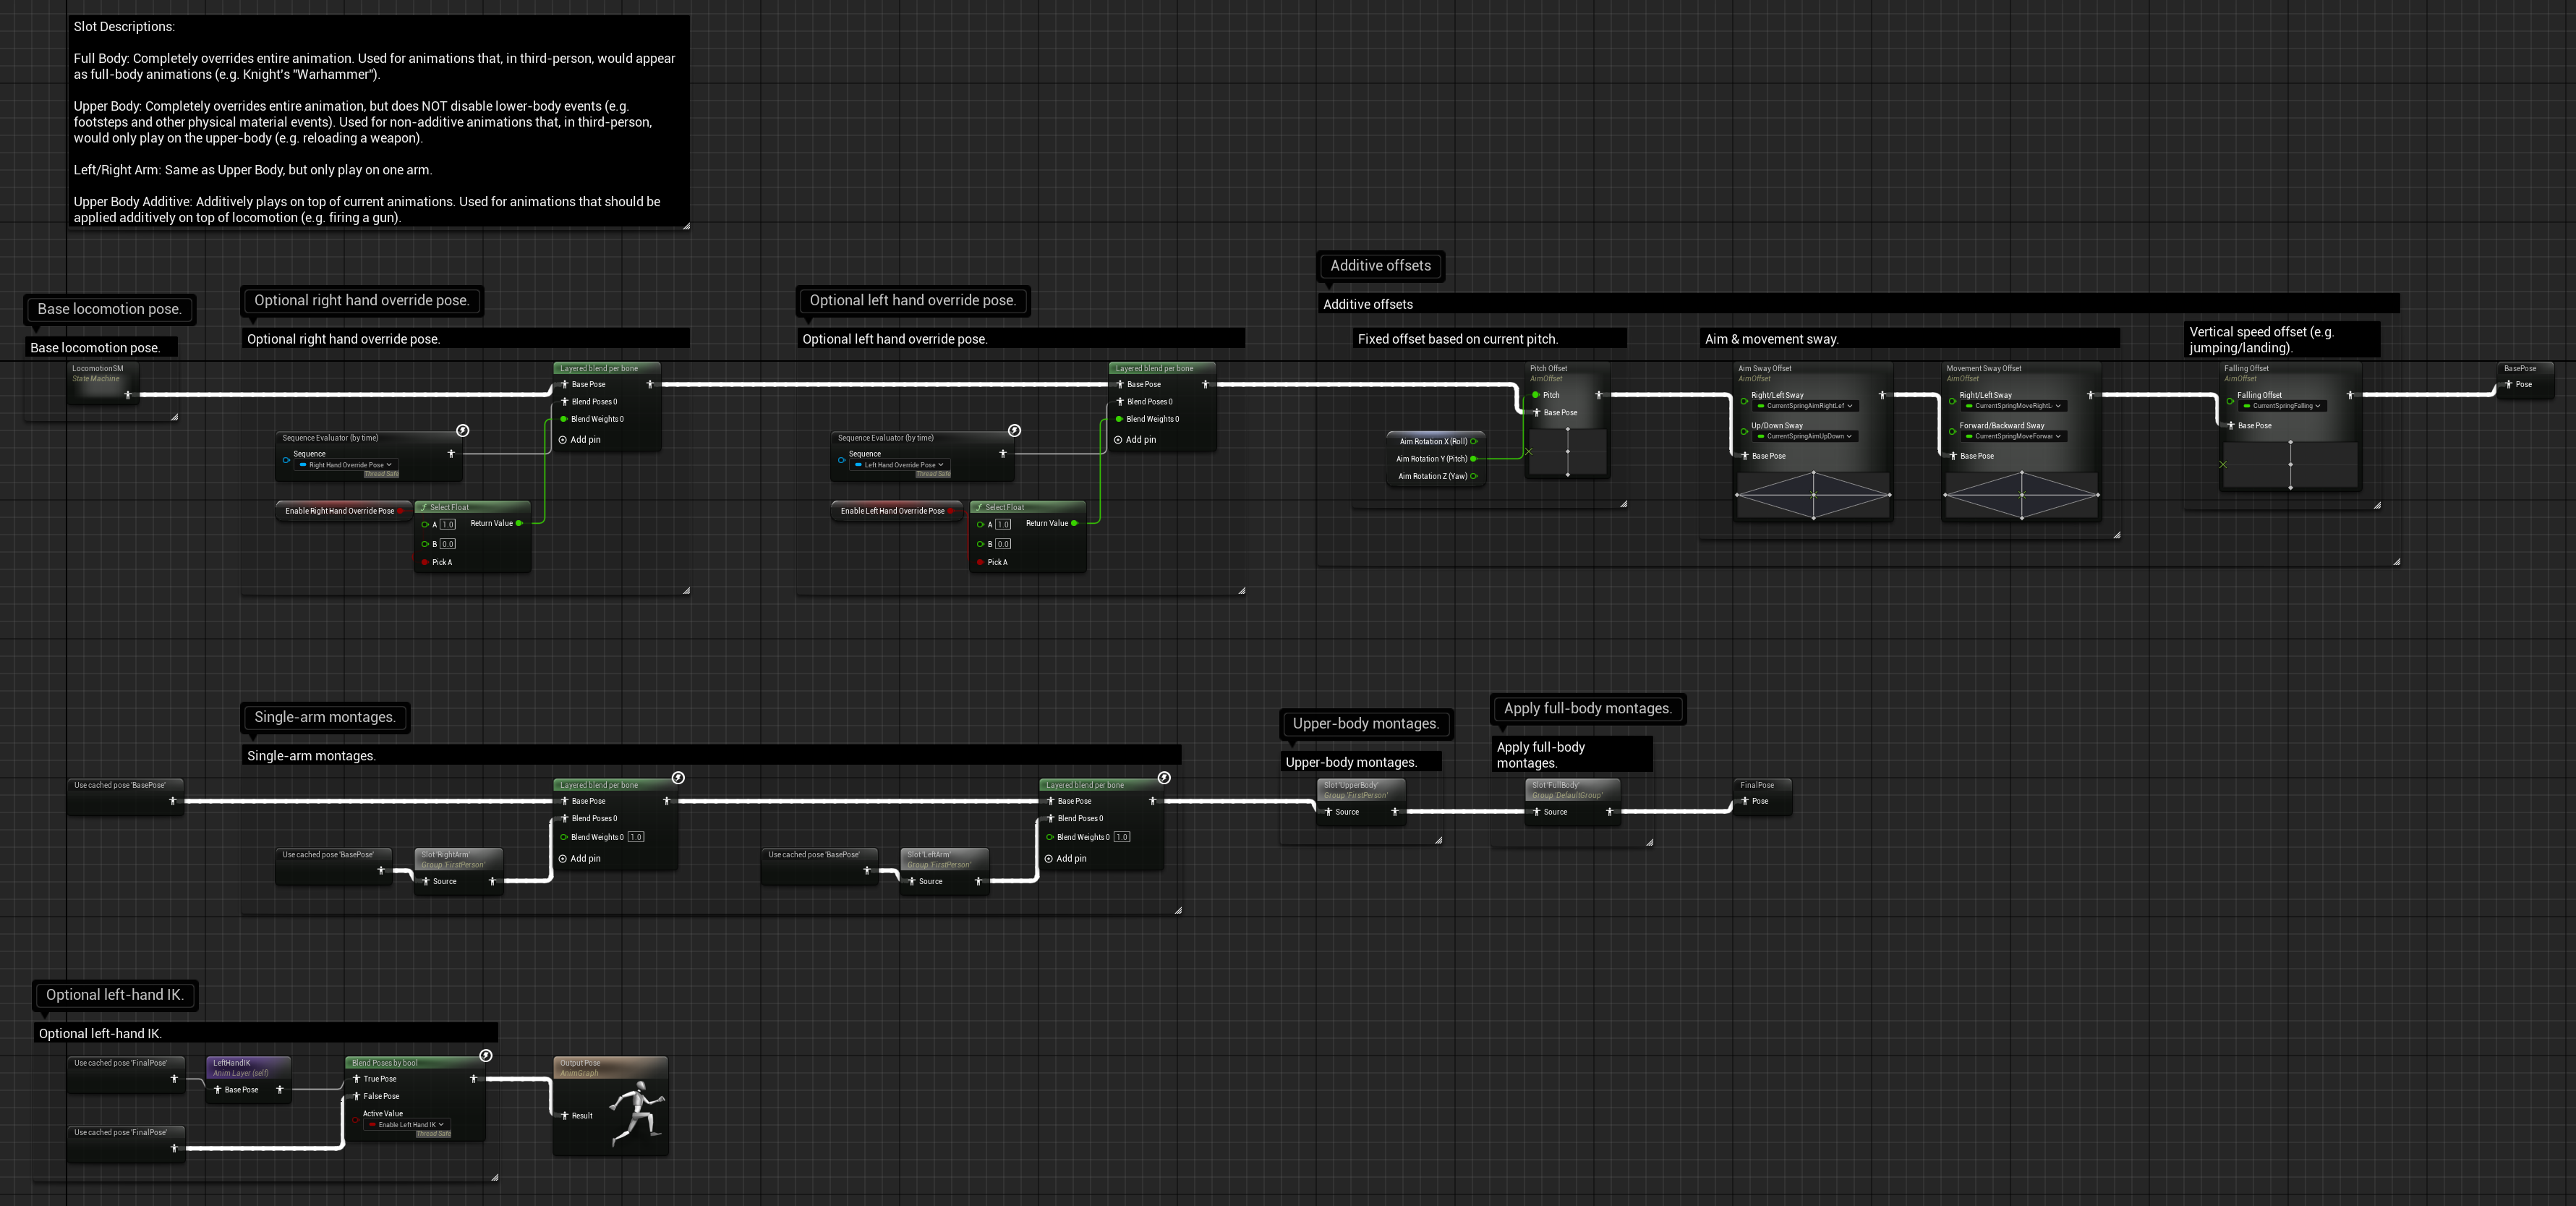 Slot Descriptions:
Full Body: Completely overrides entire animation. Used for animations that, in third-person, would appear
as full-body animations (e.g. Knight's "Warhammer").
Upper Body: Completely overrides entire animation, but does NOT disable lower-body events (e.g.
footsteps and other physical material events). Used for non-additive animations that, in third-person,
would only play on the upper-body (e.g. reloading a weapon).
Left/Right Arm: Same as Upper Body, but only play on one arm.
Upper Body Additive: Additively plays on top of current animations. Used for animations that should be
applied additively on top of locomotion (e.g. firing a gun).
Base locomotion pose.
Base locomotion pose.
LocomotionSM
State Machine
Optional right hand override pose.
Optional right hand override pose.
Sequence Evaluator (by time)
Sequence
Right Hand Override Pose
Thread Safe
Enable Right Hand Override Pose
Select Float
A 1.0
Return Value
B 0.0
Pick A
Layered blend per bone
Base Pose
Blend Poses 0
Blend Weights 0
Add pin
Optional left hand override pose.
Optional left hand override pose.
Sequence Evaluator (by time)
Sequence
Left Hand Override Pose
Thread Safe
Enable Left Hand Override Pose
Select Float
A 1.0
Return Value
B 0.0
Pick A
Layered blend per bone
Base Pose
Blend Poses 0
Blend Weights 0
Add pin
Additive offsets
Additive offsets
Fixed offset based on current pitch.
Aim Rotation X (Roll)
Aim Rotation Y (Pitch)
Aim Rotation Z (Yaw)
Pitch Offset
AimOffset
Pitch
Base Pose
Aim & movement sway.
Aim Sway Offset
AimOffset
Right/Left Sway
CurrentSpringAimRightLef
Up/Down Sway
CurrentSpringAimUpDown
Base Pose
Movement Sway Offset
AimOffset
Right/Left Sway
CurrentSpringMoveRightL
Forward/Backward Sway
CurrentSpringMoveForwar
Base Pose
Vertical speed offset (e.g.
jumping/landing).
Falling Offset
AimOffset
Falling Offset
CurrentSpringFalling
Base Pose
BasePose
Pose
Single-arm montages.
Single-arm montages.
Use cached pose 'BasePose'
Use cached pose 'BasePose'
Slot 'RightArm'
Group 'FirstPerson'
Source
Layered blend per bone
Base Pose
Blend Poses 0
Blend Weights 0 1.0
Add pin
Use cached pose 'BasePose'
Slot 'LeftArm'
Group 'FirstPerson'
Source
Layered blend per bone
Base Pose
Blend Poses 0
Blend Weights 0 1.0
Add pin
Upper-body montages.
Upper-body montages.
Slot 'UpperBody'
Group 'FirstPerson'
Source
Apply full-body montages.
Apply full-body
montages.
Slot 'FullBody'
Group 'DefaultGroup'
Source
FinalPose
Pose
Optional left-hand IK.
Optional left-hand IK.
Use cached pose 'FinalPose'
Use cached pose 'FinalPose'
LeftHandIK
Anim Layer (self)
Base Pose
Blend Poses by bool
True Pose
False Pose
Active Value
Enable Left Hand IK
Thread Safe
Output Pose
AnimGraph
Result